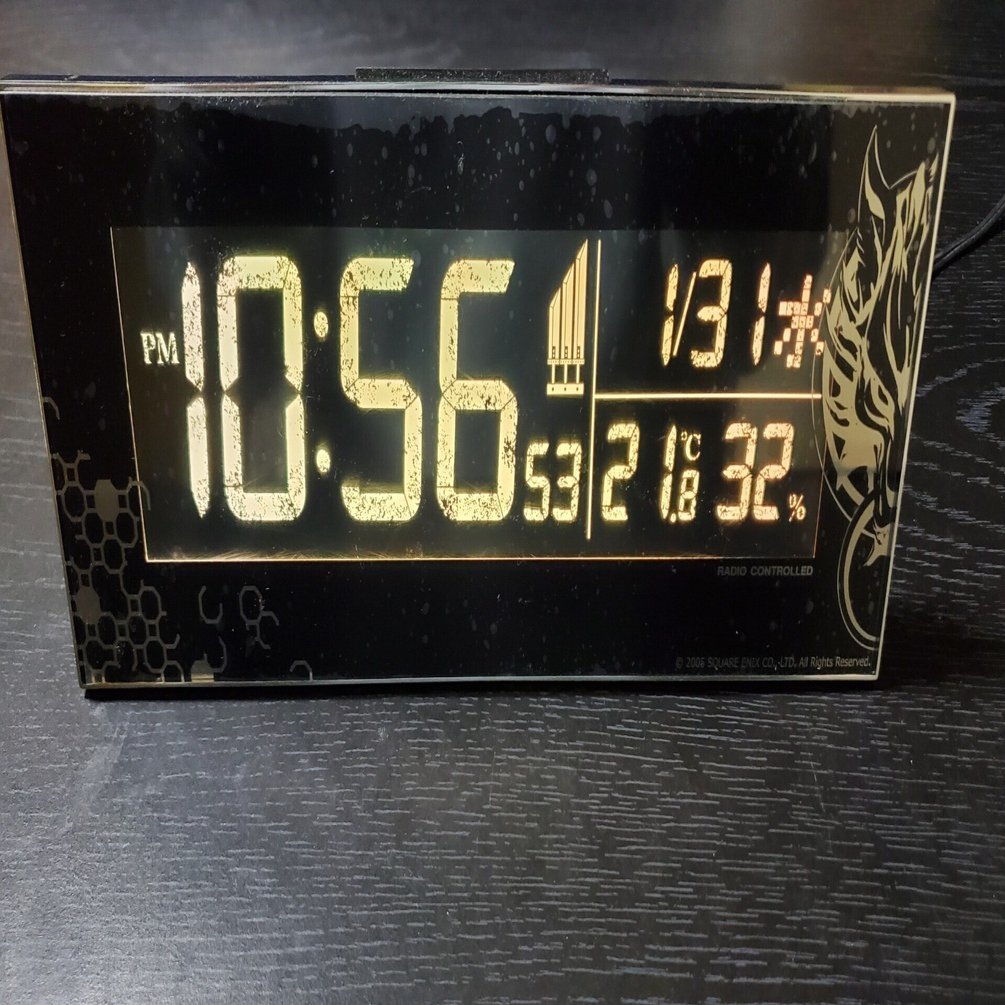 PM 10:56 53
1/31 水
21.8 ℃ 32 %
RADIO CONTROLLED
© 2006 SQUARE ENIX CO., LTD. All Rights Reserved.